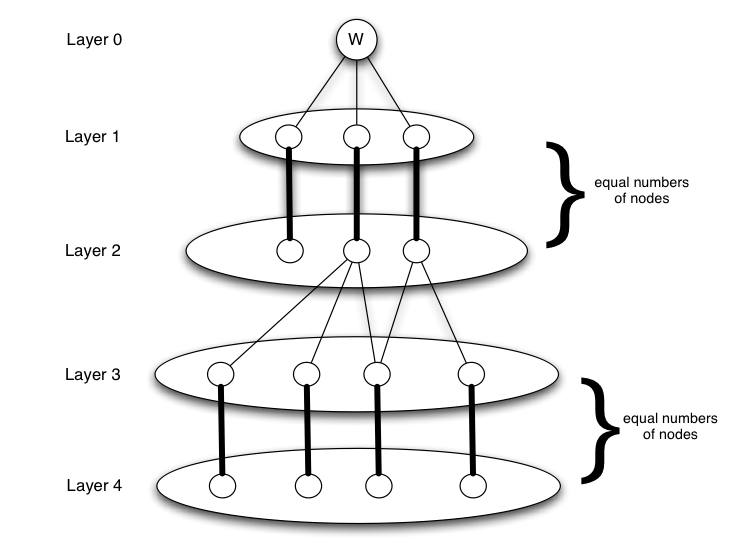 Layer 0
W
Layer 1
equal numbers
of nodes
Layer 2
Layer 3
equal numbers
of nodes
Layer 4